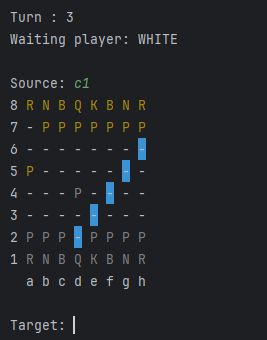 Turn : 3
Waiting player: WHITE
Source: c1
8 R N B Q K B N R
7 - P P P P P P P
6 - - - - - - - -
5 P - - - - - - -
4 - - - P - - - -
3 - - - - - - - -
2 P P P - P P P P
1 R N B Q K B N R
a b c d e f g h
Target: